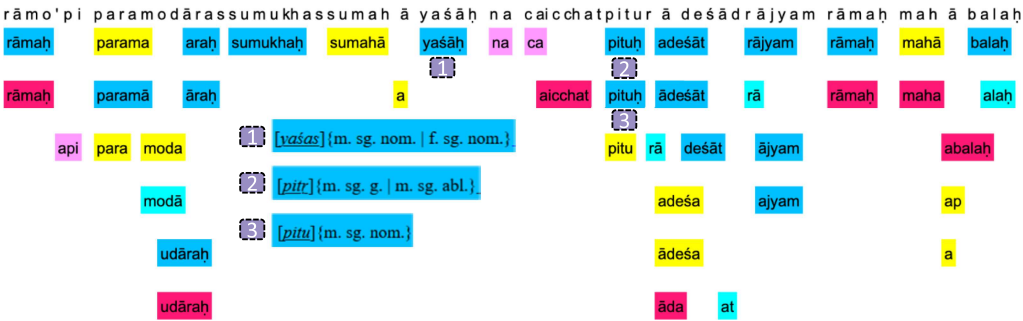 rāmo'pi paramodārassumukhassumah ā yaśāḥ na caicchatpitur ā deśādrājyam rāmaḥ mah ā balaḥ
rāmaḥ parama araḥ sumukhaḥ sumahā yaśāḥ na ca pituḥ adeśāt rājyam rāmaḥ mahā balaḥ
1 2
rāmaḥ paramā āraḥ a aicchat pituḥ ādeśāt rā rāmaḥ maha alaḥ
3
1 [yaśas]{m. sg. nom. | f. sg. nom.}
api para moda pitu rā deśāt ājyam abalaḥ
2 [pitṛ]{m. sg. g. | m. sg. abl.}
modā adeśa ajyam ap
3 [pitu]{m. sg. nom.}
udāraḥ ādeśa a
udāraḥ āda at